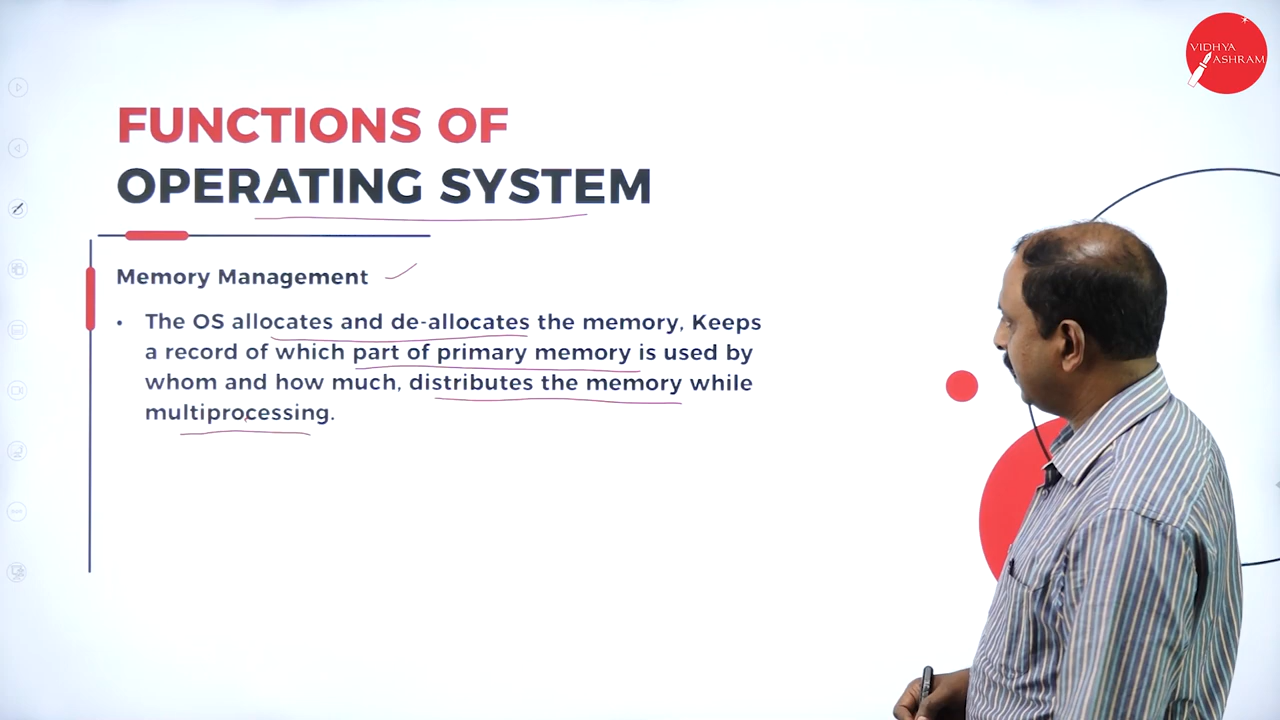 VIDHYA
ASHRAM
FUNCTIONS OF
OPERATING SYSTEM
Memory Management
• The OS allocates and de-allocates the memory, Keeps
a record of which part of primary memory is used by
whom and how much, distributes the memory while
multiprocessing.